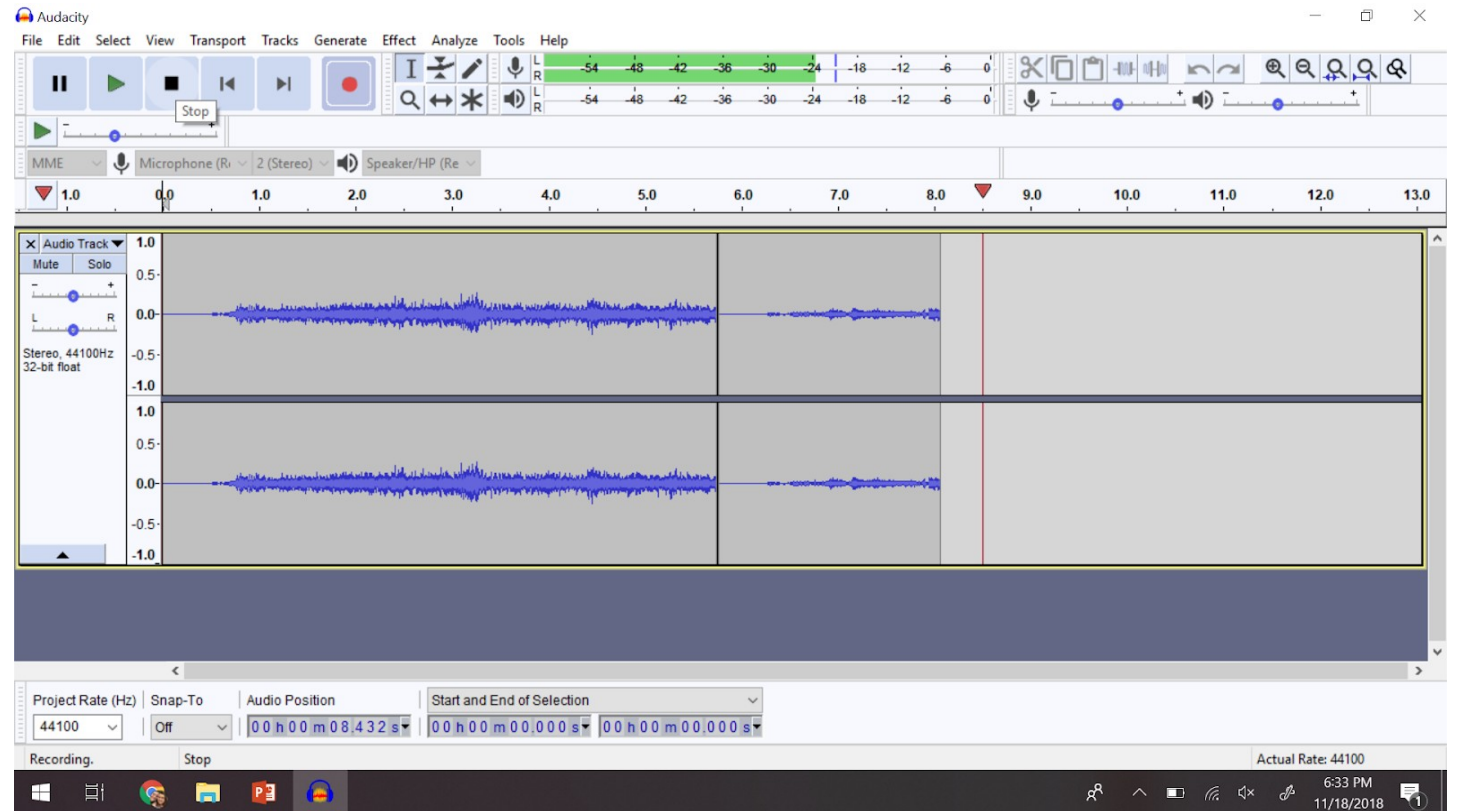 Audacity
File Edit Select View Transport Tracks Generate Effect Analyze Tools Help
L R -54 -48 -42 -36 -30 -24 -18 -12 -6 0
L R -54 -48 -42 -36 -30 -24 -18 -12 -6 0
Stop
MME Microphone (R 2 (Stereo) Speaker/HP (Re
1.0 0.0 1.0 2.0 3.0 4.0 5.0 6.0 7.0 8.0 9.0 10.0 11.0 12.0 13.0
X Audio Track 1.0
Mute Solo
0.5
- +
0.0
L R
Stereo, 44100Hz -0.5
32-bit float
-1.0
1.0
0.5
0.0
-0.5
-1.0
Project Rate (Hz) Snap-To Audio Position Start and End of Selection
44100 Off 00 h 00 m 08.432 s 00 h 00 m 00.000 s 00 h 00 m 00.000 s
Recording. Stop Actual Rate: 44100
6:33 PM
11/18/2018 1